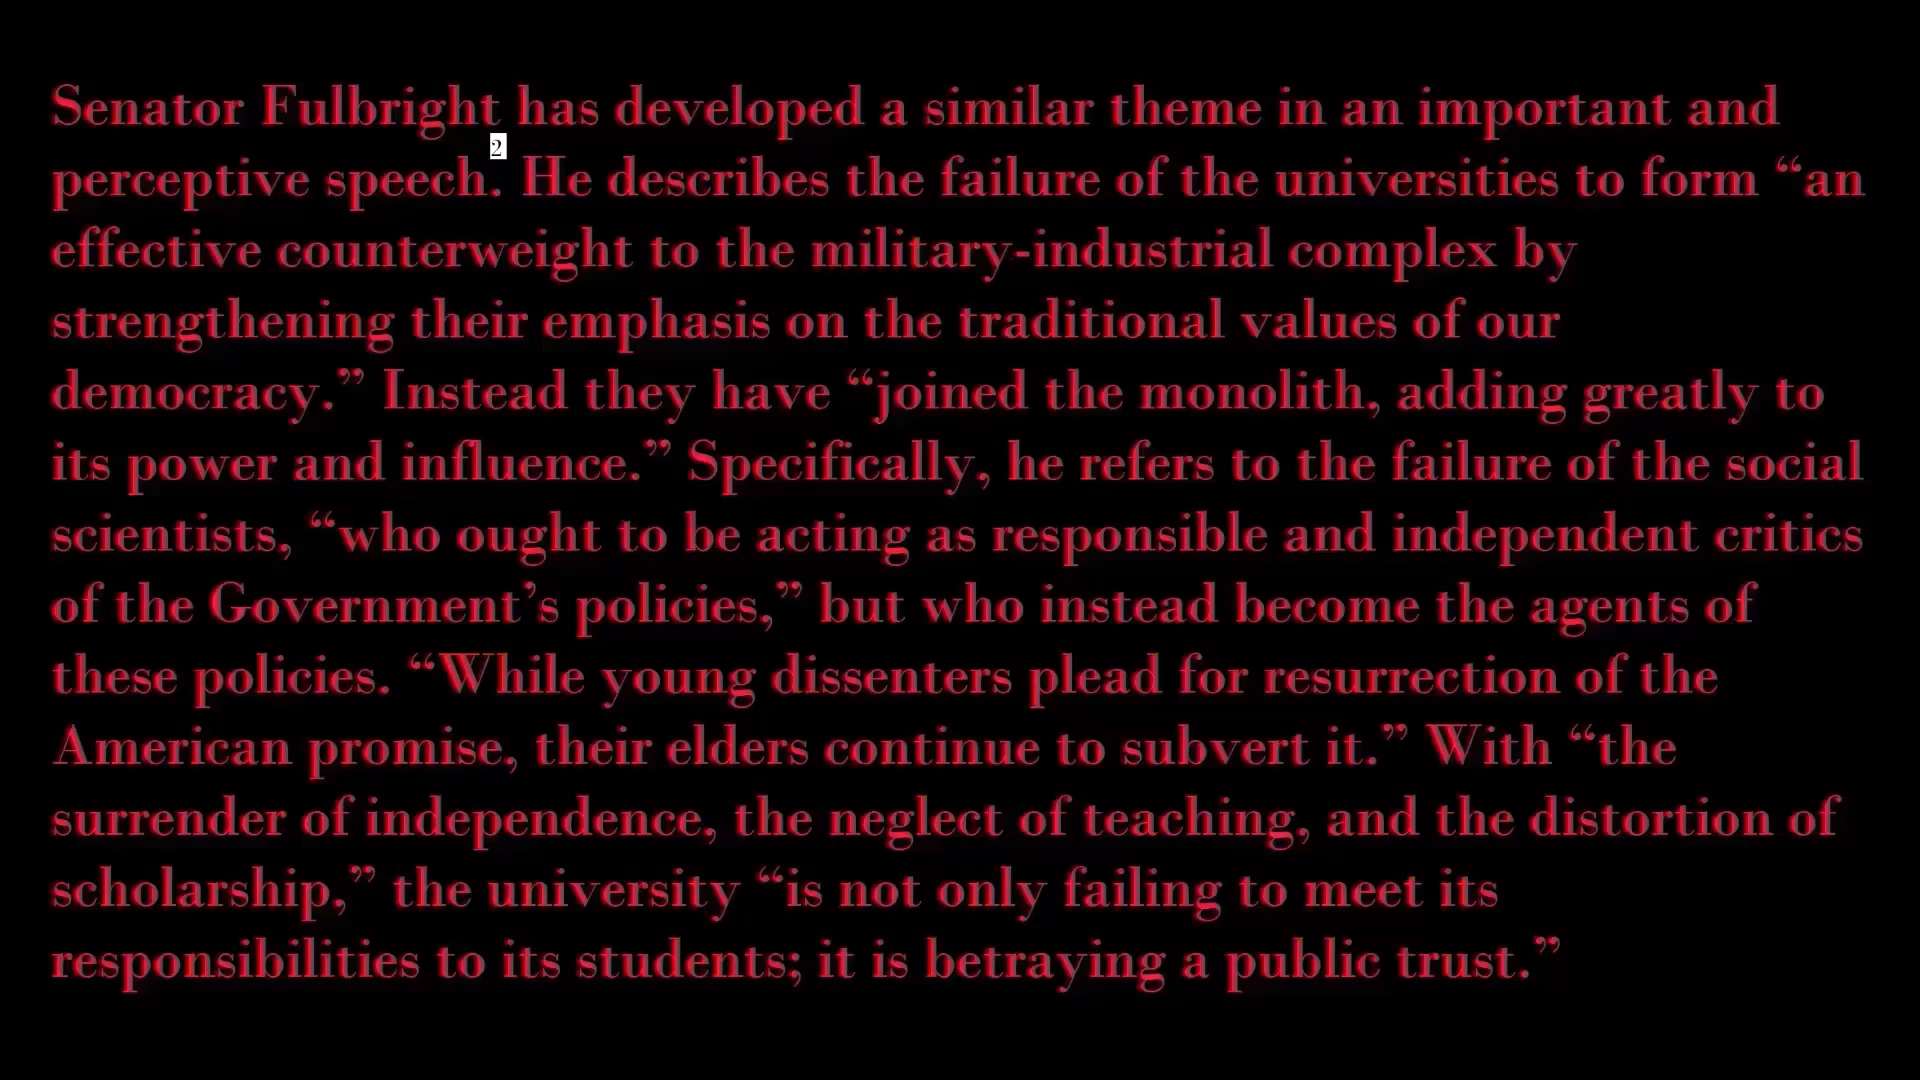 Senator Fulbright has developed a similar theme in an important and
perceptive speech.2 He describes the failure of the universities to form “an
effective counterweight to the military-industrial complex by
strengthening their emphasis on the traditional values of our
democracy.” Instead they have “joined the monolith, adding greatly to
its power and influence.” Specifically, he refers to the failure of the social
scientists, “who ought to be acting as responsible and independent critics
of the Government’s policies,” but who instead become the agents of
these policies. “While young dissenters plead for resurrection of the
American promise, their elders continue to subvert it.” With “the
surrender of independence, the neglect of teaching, and the distortion of
scholarship,” the university “is not only failing to meet its
responsibilities to its students; it is betraying a public trust.”